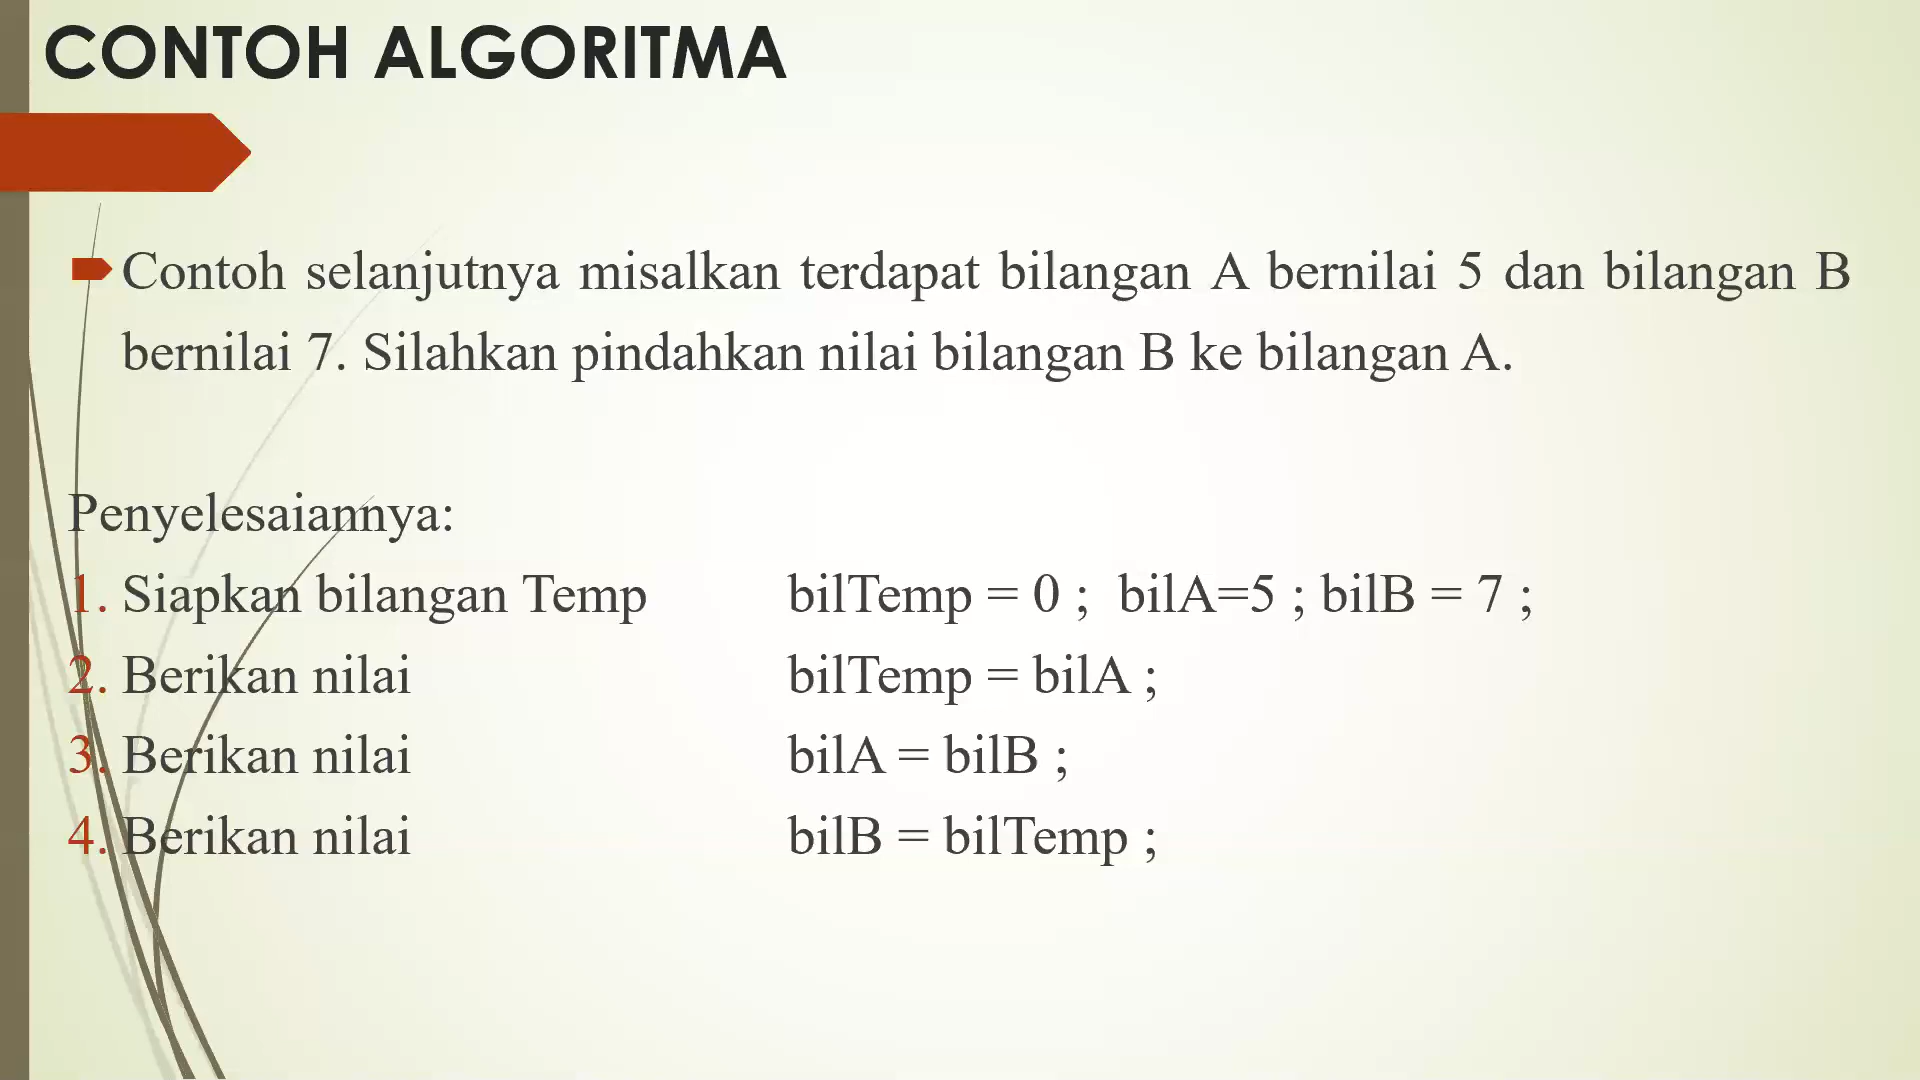 CONTOH ALGORITMA
Contoh selanjutnya misalkan terdapat bilangan A bernilai 5 dan bilangan B
bernilai 7. Silahkan pindahkan nilai bilangan B ke bilangan A.
Penyelesaiannya:
1. Siapkan bilangan Temp bilTemp = 0 ; bilA=5 ; bilB = 7 ;
2. Berikan nilai bilTemp = bilA ;
3. Berikan nilai bilA = bilB ;
4. Berikan nilai bilB = bilTemp ;